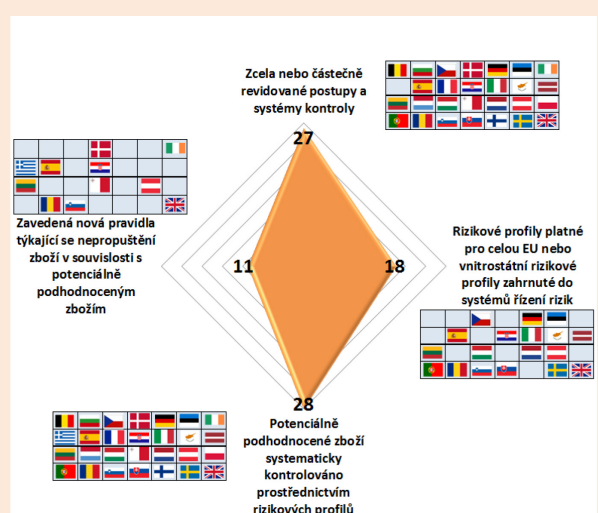 Zcela nebo částečně
revidované postupy a
systémy kontroly
27
Zavedená nová pravidla
týkající se nepropuštění
zboží v souvislosti s
potenciálně
podhodnoceným
zbožím
11
18
Rizikové profily platné
pro celou EU nebo
vnitrostátní rizikové
profily zahrnuté do
systémů řízení rizik
28
Potenciálně
podhodnocené zboží
systematicky
kontrolováno
prostřednictvím
rizikových profilů